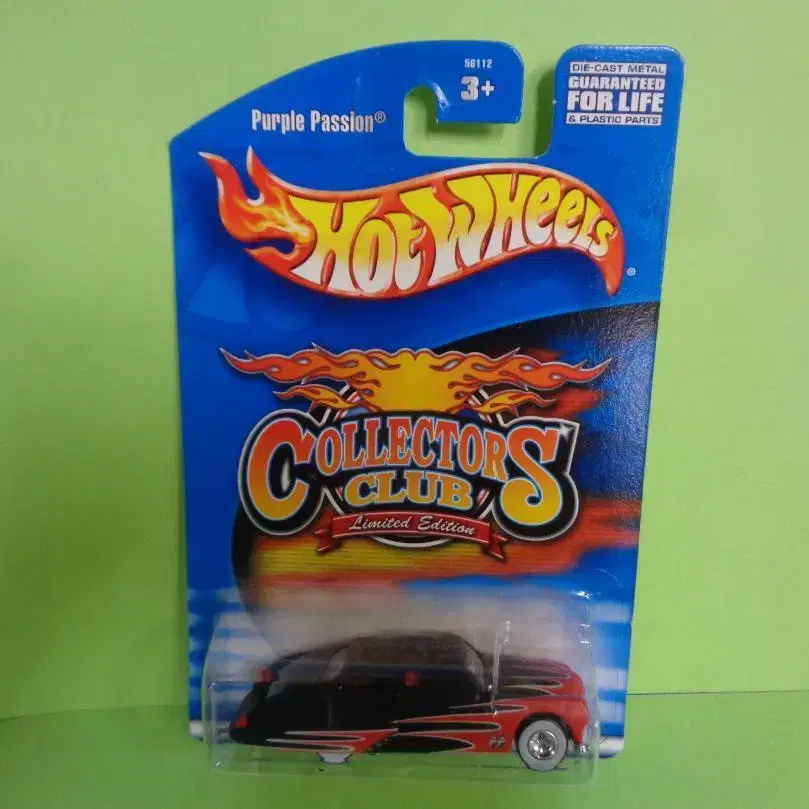 56112
3+
Purple Passion®
DIE-CAST METAL
GUARANTEED
FOR LIFE
& PLASTIC PARTS
HOT WHEELS
®
COLLECTORS
CLUB
Limited Edition